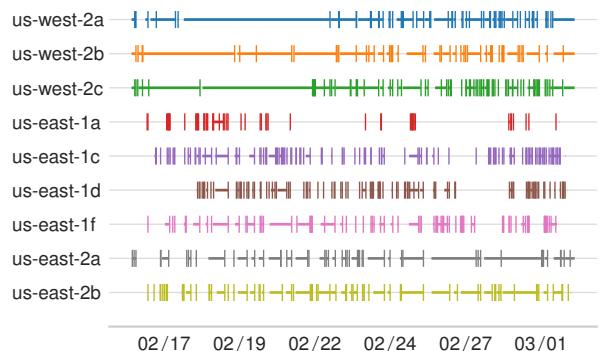 us-west-2a
us-west-2b
us-west-2c
us-east-1a
us-east-1c
us-east-1d
us-east-1f
us-east-2a
us-east-2b
02/17 02/19 02/22 02/24 02/27 03/01